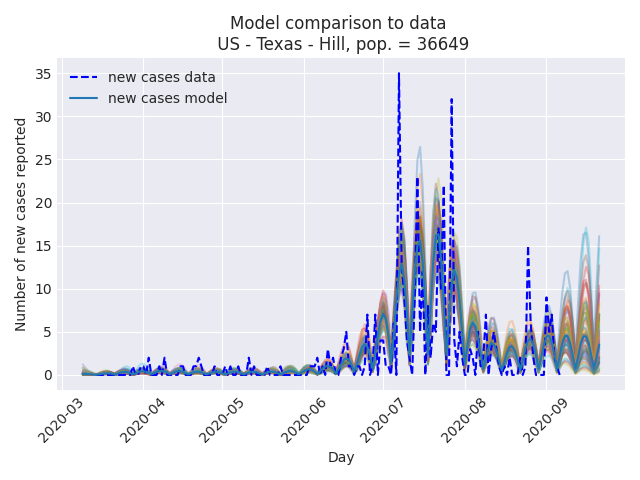 Model comparison to data
US - Texas - Hill, pop. = 36649
new cases data
new cases model
Number of new cases reported
35
30
25
20
15
10
5
0
2020-03
2020-04
2020-05
2020-06
2020-07
2020-08
2020-09
Day